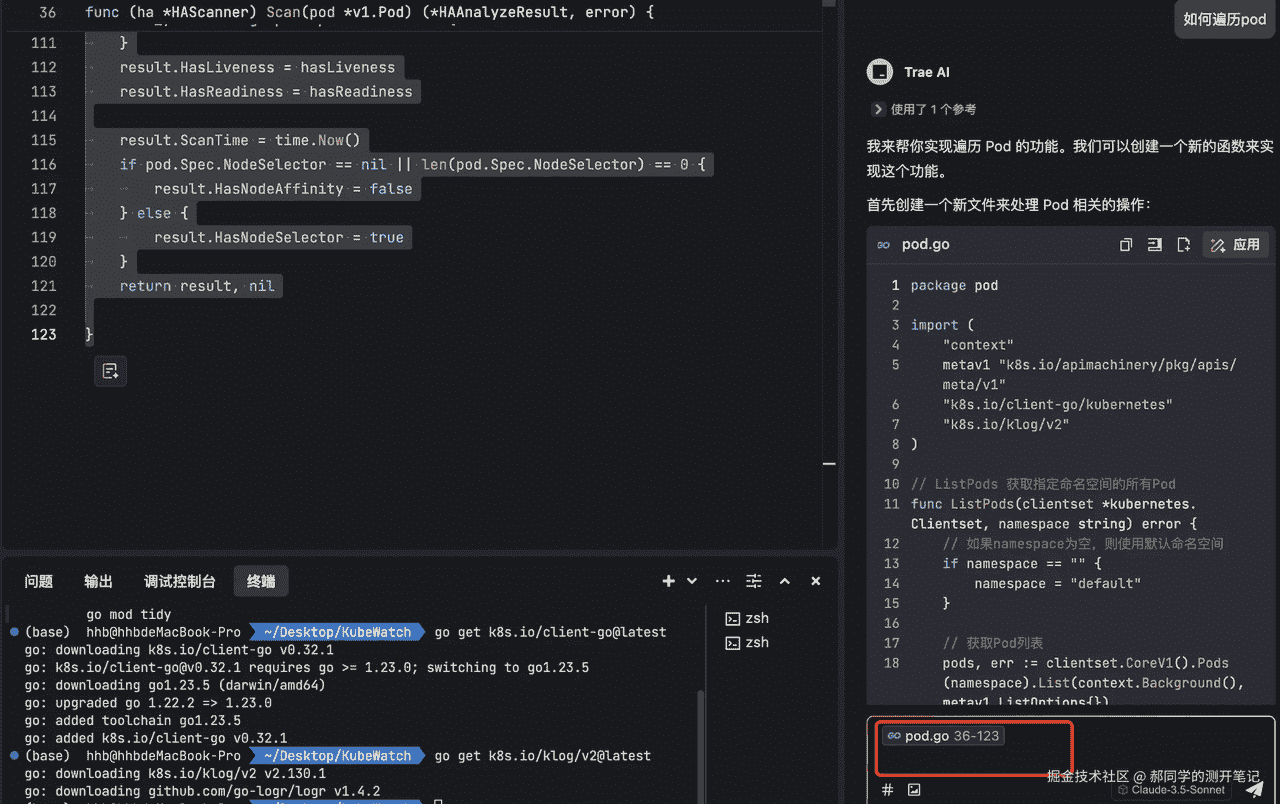 36 func (ha *HAScanner) Scan(pod *v1.Pod) (*HAAnalyzeResult, error) {
111 }
112 result.HasLiveness = hasLiveness
113 result.HasReadiness = hasReadiness
114
115 result.ScanTime = time.Now()
116 if pod.Spec.NodeSelector == nil || len(pod.Spec.NodeSelector) == 0 {
117 result.HasNodeAffinity = false
118 } else {
119 result.HasNodeSelector = true
120 }
121 return result, nil
122
123 }
问题 输出 调试控制台 终端
go mod tidy
(base) hhb@hhbdeMacBook-Pro ~/Desktop/KubeWatch go get k8s.io/client-go@latest
go: downloading k8s.io/client-go v0.32.1
go: k8s.io/client-go@v0.32.1 requires go >= 1.23.0; switching to go1.23.5
go: downloading go1.23.5 (darwin/amd64)
go: upgraded go 1.22.2 => 1.23.0
go: added toolchain go1.23.5
go: added k8s.io/client-go v0.32.1
(base) hhb@hhbdeMacBook-Pro ~/Desktop/KubeWatch go get k8s.io/klog/v2@latest
go: downloading k8s.io/klog/v2 v2.130.1
go: downloading github.com/go-logr/logr v1.4.2
zsh
zsh
如何遍历pod
Trae AI
使用了 1 个参考
我来帮你实现遍历 Pod 的功能。我们可以创建一个新的函数来实
现这个功能。
首先创建一个新文件来处理 Pod 相关的操作：
GO pod.go 应用
1 package pod
2
3 import (
4 "context"
5 metav1 "k8s.io/apimachinery/pkg/apis/
meta/v1"
6 "k8s.io/client-go/kubernetes"
7 "k8s.io/klog/v2"
8 )
9
10 // ListPods 获取指定命名空间的所有Pod
11 func ListPods(clientset *kubernetes.
Clientset, namespace string) error {
12 // 如果namespace为空，则使用默认命名空间
13 if namespace == "" {
14 namespace = "default"
15 }
16
17 // 获取Pod列表
18 pods, err := clientset.CoreV1().Pods
(namespace).List(context.Background(),
metav1.ListOptions{})
GO pod.go 36-123
掘金技术社区 @ 郝同学的测开笔记
# Claude-3.5-Sonnet